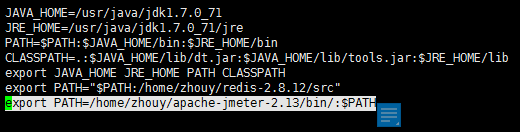 JAVA_HOME=/usr/java/jdk1.7.0_71
JRE_HOME=/usr/java/jdk1.7.0_71/jre
PATH=$PATH:$JAVA_HOME/bin:$JRE_HOME/bin
CLASSPATH=.:$JAVA_HOME/lib/dt.jar:$JAVA_HOME/lib/tools.jar:$JRE_HOME/lib
export JAVA_HOME JRE_HOME PATH CLASSPATH
export PATH="$PATH:/home/zhouy/redis-2.8.12/src"
export PATH=/home/zhouy/apache-jmeter-2.13/bin/:$PATH